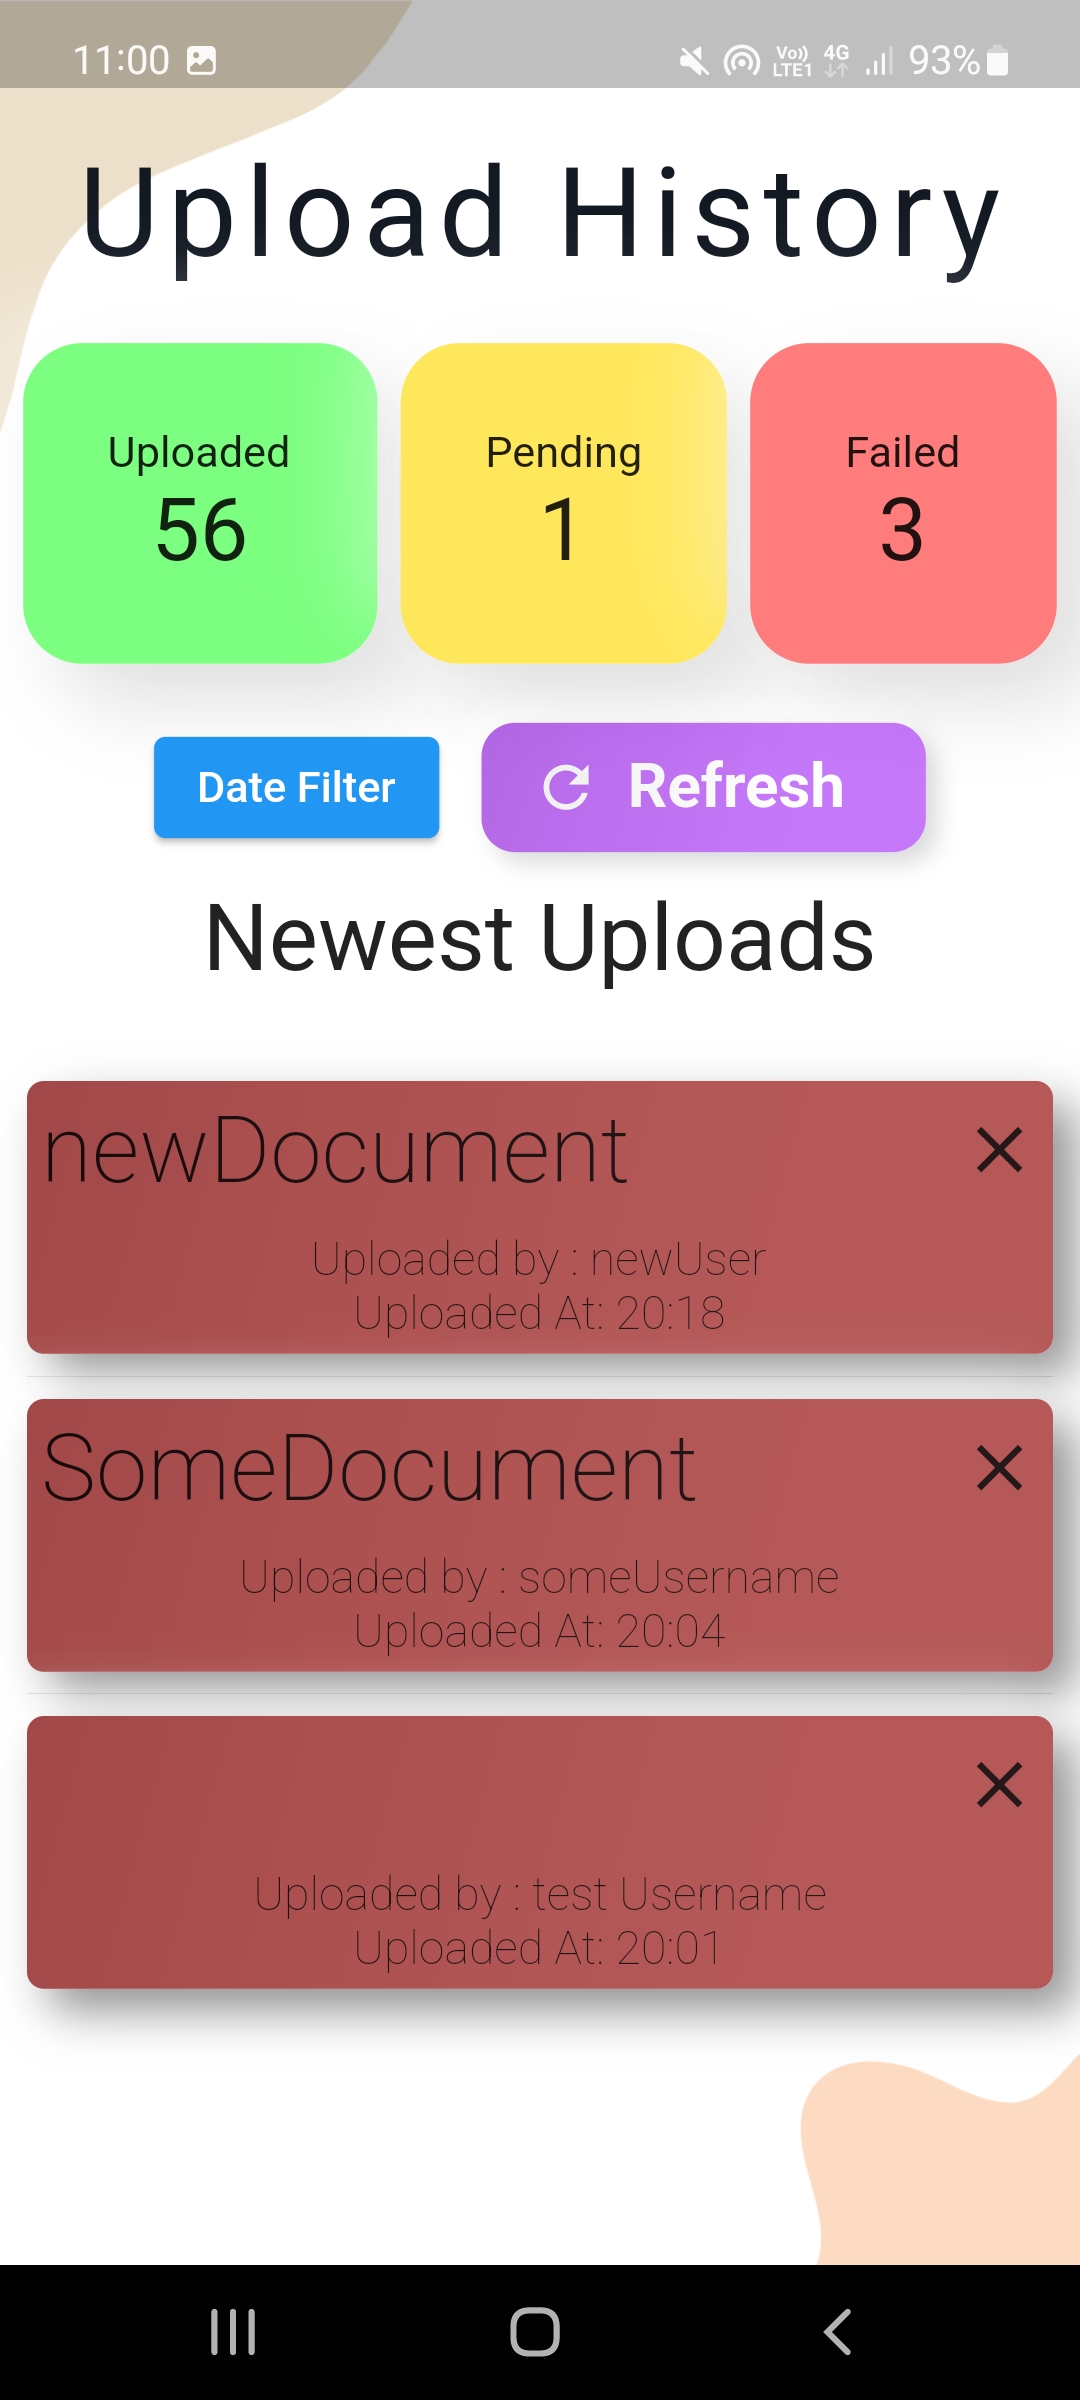 11:00 Vo)) LTE1 4G 93%
Upload History
Uploaded Pending Failed
56 1 3
Date Filter Refresh
Newest Uploads
newDocument
Uploaded by : newUser
Uploaded At: 20:18
SomeDocument
Uploaded by : someUsername
Uploaded At: 20:04
Uploaded by : test Username
Uploaded At: 20:01